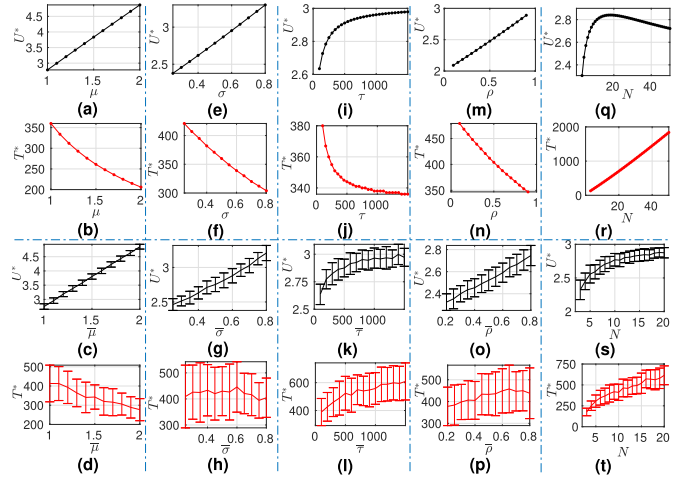 U* 4.5 4 3.5 3 1 1.5 2 μ
(a)
U* 3 2.5 0.4 0.6 0.8 σ
(e)
U* 3 2.8 2.6 0 500 1000 τ
(i)
U* 3 2.5 2 0 0.5 1 ρ
(m)
U* 2.8 2.6 2.4 20 40 N
(q)
T* 350 300 250 200 1 1.5 2 μ
(b)
T* 400 350 300 0.4 0.6 0.8 σ
(f)
T* 380 360 340 0 500 1000 τ
(j)
T* 450 400 350 0 0.5 1 ρ
(n)
T* 2000 1000 0 0 20 40 N
(r)
U* 4.5 4 3.5 3 1 1.5 2 μ̅
(c)
U* 3 2.5 0.4 0.6 0.8 σ̅
(g)
U* 3 2.5 0 500 1000 τ̅
(k)
U* 2.8 2.6 2.4 0.2 0.4 0.6 0.8 ρ̅
(o)
U* 3 2.5 2 5 10 15 20 N
(s)
T* 500 400 300 200 1 1.5 2 μ̅
(d)
T* 500 400 300 0.4 0.6 0.8 σ̅
(h)
T* 600 400 0 500 1000 τ̅
(l)
T* 500 400 300 0.2 0.4 0.6 0.8 ρ̅
(p)
T* 750 500 250 0 5 10 15 20 N
(t)